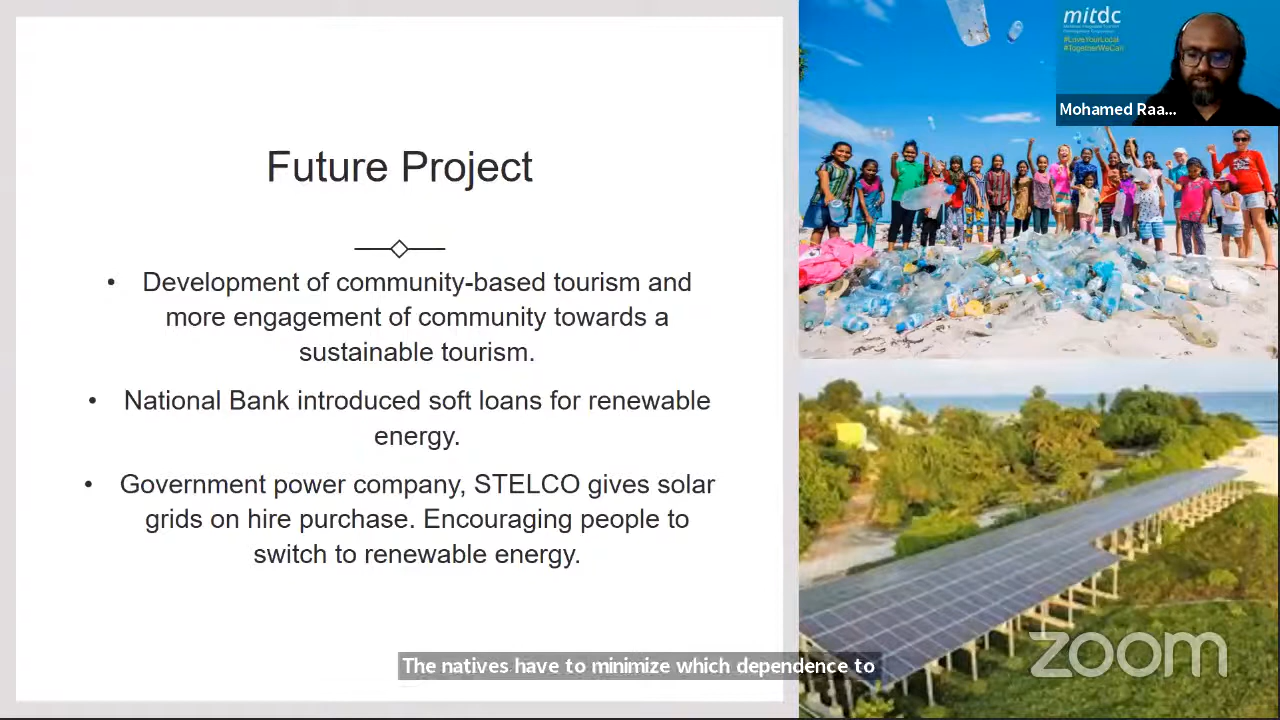 Future Project
• Development of community-based tourism and
more engagement of community towards a
sustainable tourism.
• National Bank introduced soft loans for renewable
energy.
• Government power company, STELCO gives solar
grids on hire purchase. Encouraging people to
switch to renewable energy.
mitdc
#LoveYourLocal
#TogetherWeCan
Mohamed Raa...
The natives have to minimize which dependence to
zoom